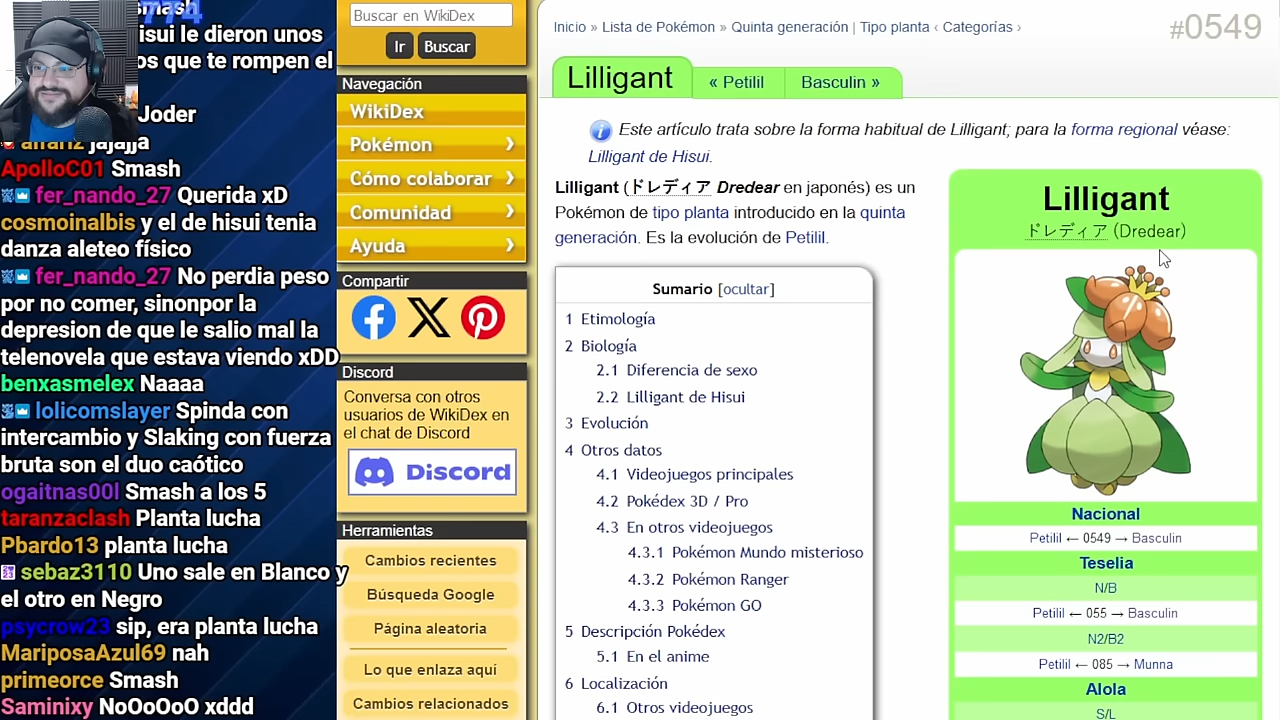 774
smash
isui le dieron unos
os que te rompen el
Joder
jajajja
ApolloC01 Smash
fer_nando_27 Querida xD
cosmoinalbis y el de hisui tenia
danza aleteo físico
fer_nando_27 No perdia peso
por no comer, sinonpor la
depresion de que le salio mal la
telenovela que estava viendo xDD
benxasmelex Naaaa
lolicomslayer Spinda con
intercambio y Slaking con fuerza
bruta son el duo caótico
ogaitnas00l Smash a los 5
taranzaclash Planta lucha
Pbardo13 planta lucha
sebaz3110 Uno sale en Blanco y
el otro en Negro
psycrow23 sip, era planta lucha
MariposaAzul69 nah
primeorce Smash
Saminixy NoOoOoO xddd
Buscar en WikiDex
Ir Buscar
Navegación
WikiDex
Pokémon
Cómo colaborar
Comunidad
Ayuda
Compartir
Discord
Conversa con otros
usuarios de WikiDex en
el chat de Discord
Discord
Herramientas
Cambios recientes
Búsqueda Google
Página aleatoria
Lo que enlaza aquí
Cambios relacionados
Inicio » Lista de Pokémon » Quinta generación | Tipo planta ‹ Categorías ›
#0549
Lilligant
« Petilil
Basculin »
Este artículo trata sobre la forma habitual de Lilligant; para la forma regional véase:
Lilligant de Hisui.
Lilligant (ドレディア Dredear en japonés) es un
Pokémon de tipo planta introducido en la quinta
generación. Es la evolución de Petilil.
Sumario [ocultar]
1 Etimología
2 Biología
2.1 Diferencia de sexo
2.2 Lilligant de Hisui
3 Evolución
4 Otros datos
4.1 Videojuegos principales
4.2 Pokédex 3D / Pro
4.3 En otros videojuegos
4.3.1 Pokémon Mundo misterioso
4.3.2 Pokémon Ranger
4.3.3 Pokémon GO
5 Descripción Pokédex
5.1 En el anime
6 Localización
6.1 Otros videojuegos
Lilligant
ドレディア (Dredear)
Nacional
Petilil ← 0549 → Basculin
Teselia
N/B
Petilil ← 055 → Basculin
N2/B2
Petilil ← 085 → Munna
Alola
S/L